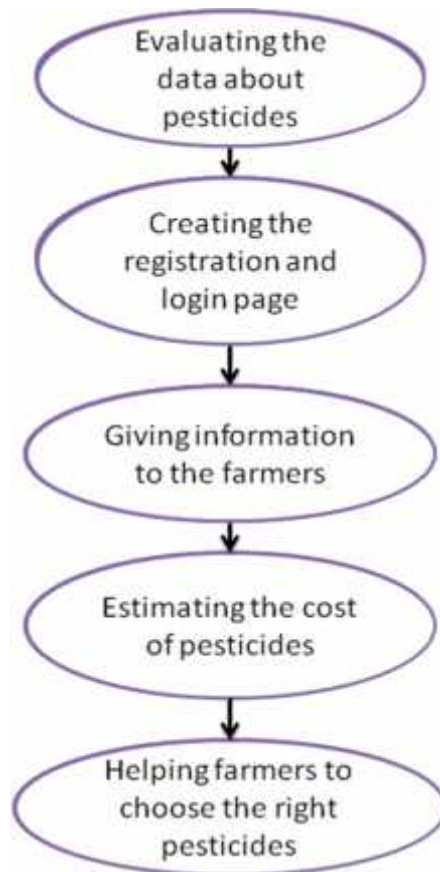 Evaluating the
data about
pesticides
Creating the
registration and
login page
Giving information
to the farmers
Estimating the cost
of pesticides
Helping farmers to
choose the right
pesticides